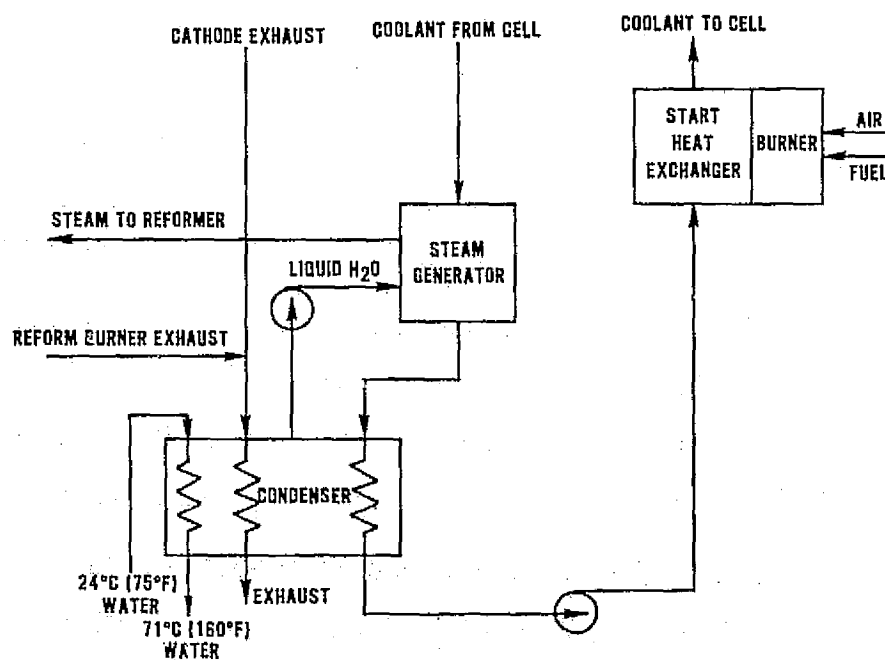 CATHODE EXHAUST
COOLANT FROM CELL
COOLANT TO CELL
START
HEAT
EXCHANGER
BURNER
AIR
FUEL
STEAM TO REFORMER
STEAM
GENERATOR
LIQUID H2O
REFORM BURNER EXHAUST
CONDENSER
24°C (75°F)
WATER
EXHAUST
71°C (160°F)
WATER